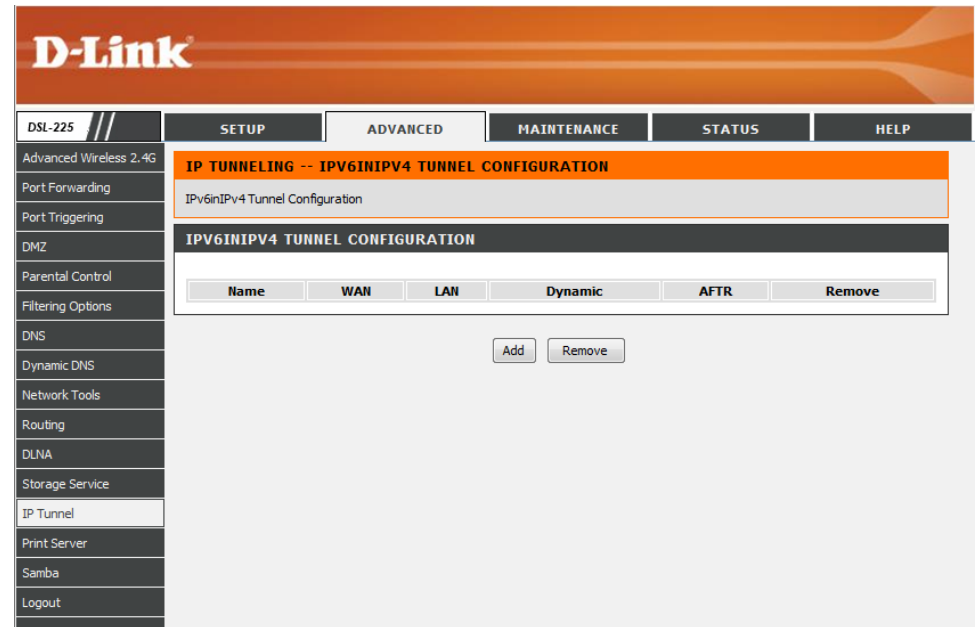 D-Link®
DSL-225
SETUP ADVANCED MAINTENANCE STATUS HELP
Advanced Wireless 2.4G
Port Forwarding
Port Triggering
DMZ
Parental Control
Filtering Options
DNS
Dynamic DNS
Network Tools
Routing
DLNA
Storage Service
IP Tunnel
Print Server
Samba
Logout
IP TUNNELING -- IPV6INIPV4 TUNNEL CONFIGURATION
IPv6inIPv4 Tunnel Configuration
IPV6INIPV4 TUNNEL CONFIGURATION
Name WAN LAN Dynamic AFTR Remove
Add Remove